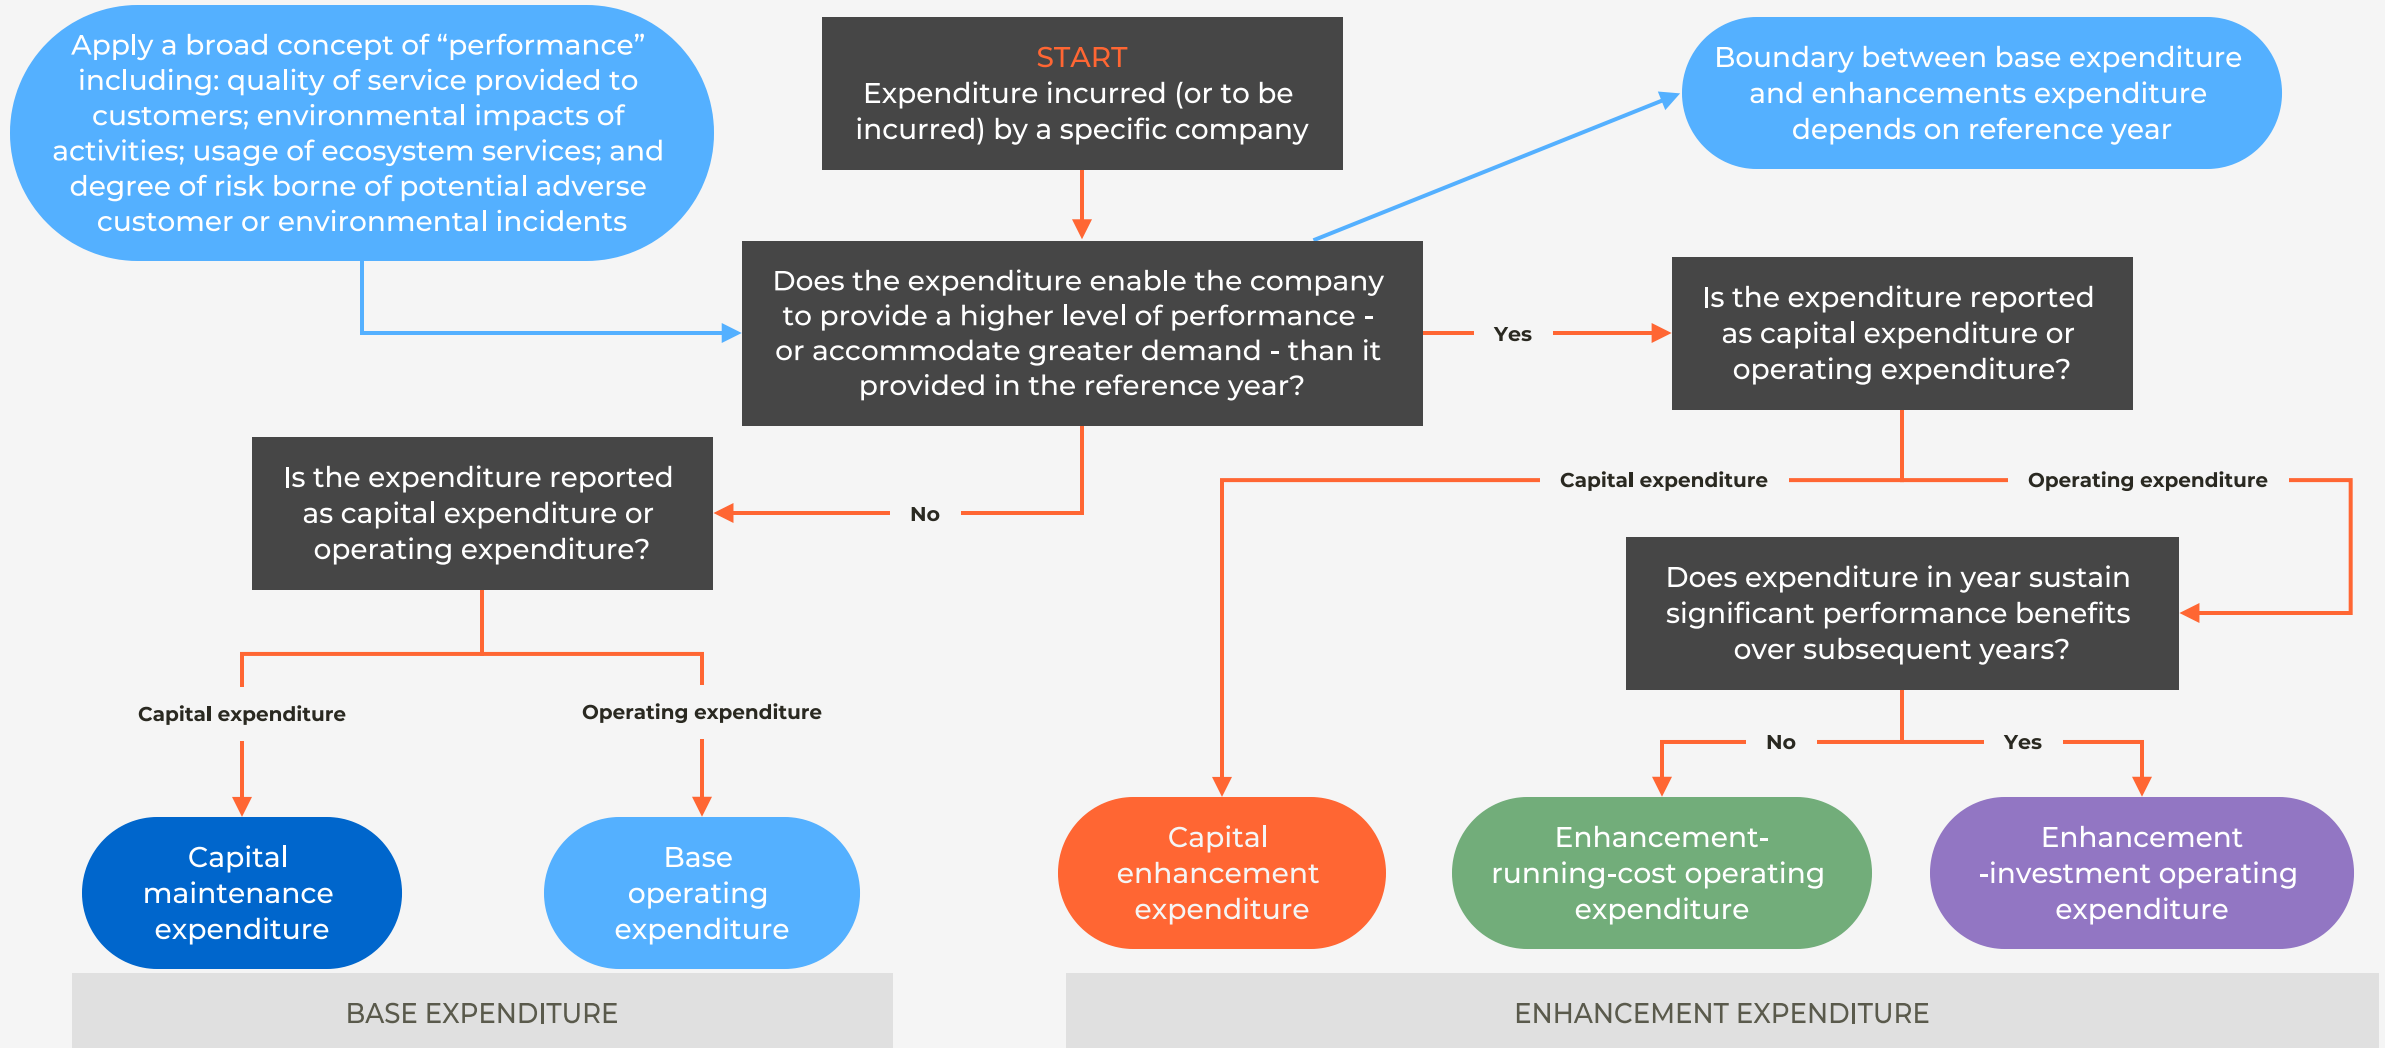 Apply a broad concept of “performance”
including: quality of service provided to
customers; environmental impacts of
activities; usage of ecosystem services; and
degree of risk borne of potential adverse
customer or environmental incidents
START
Expenditure incurred (or to be
incurred) by a specific company
Boundary between base expenditure
and enhancements expenditure
depends on reference year
Does the expenditure enable the company
to provide a higher level of performance -
or accommodate greater demand - than it
provided in the reference year?
Yes
Is the expenditure reported
as capital expenditure or
operating expenditure?
No
Is the expenditure reported
as capital expenditure or
operating expenditure?
Capital expenditure
Operating expenditure
Does expenditure in year sustain
significant performance benefits
over subsequent years?
Capital expenditure
Operating expenditure
No
Yes
Capital
maintenance
expenditure
Base
operating
expenditure
Capital
enhancement
expenditure
Enhancement-
running-cost operating
expenditure
Enhancement
-investment operating
expenditure
BASE EXPENDITURE
ENHANCEMENT EXPENDITURE